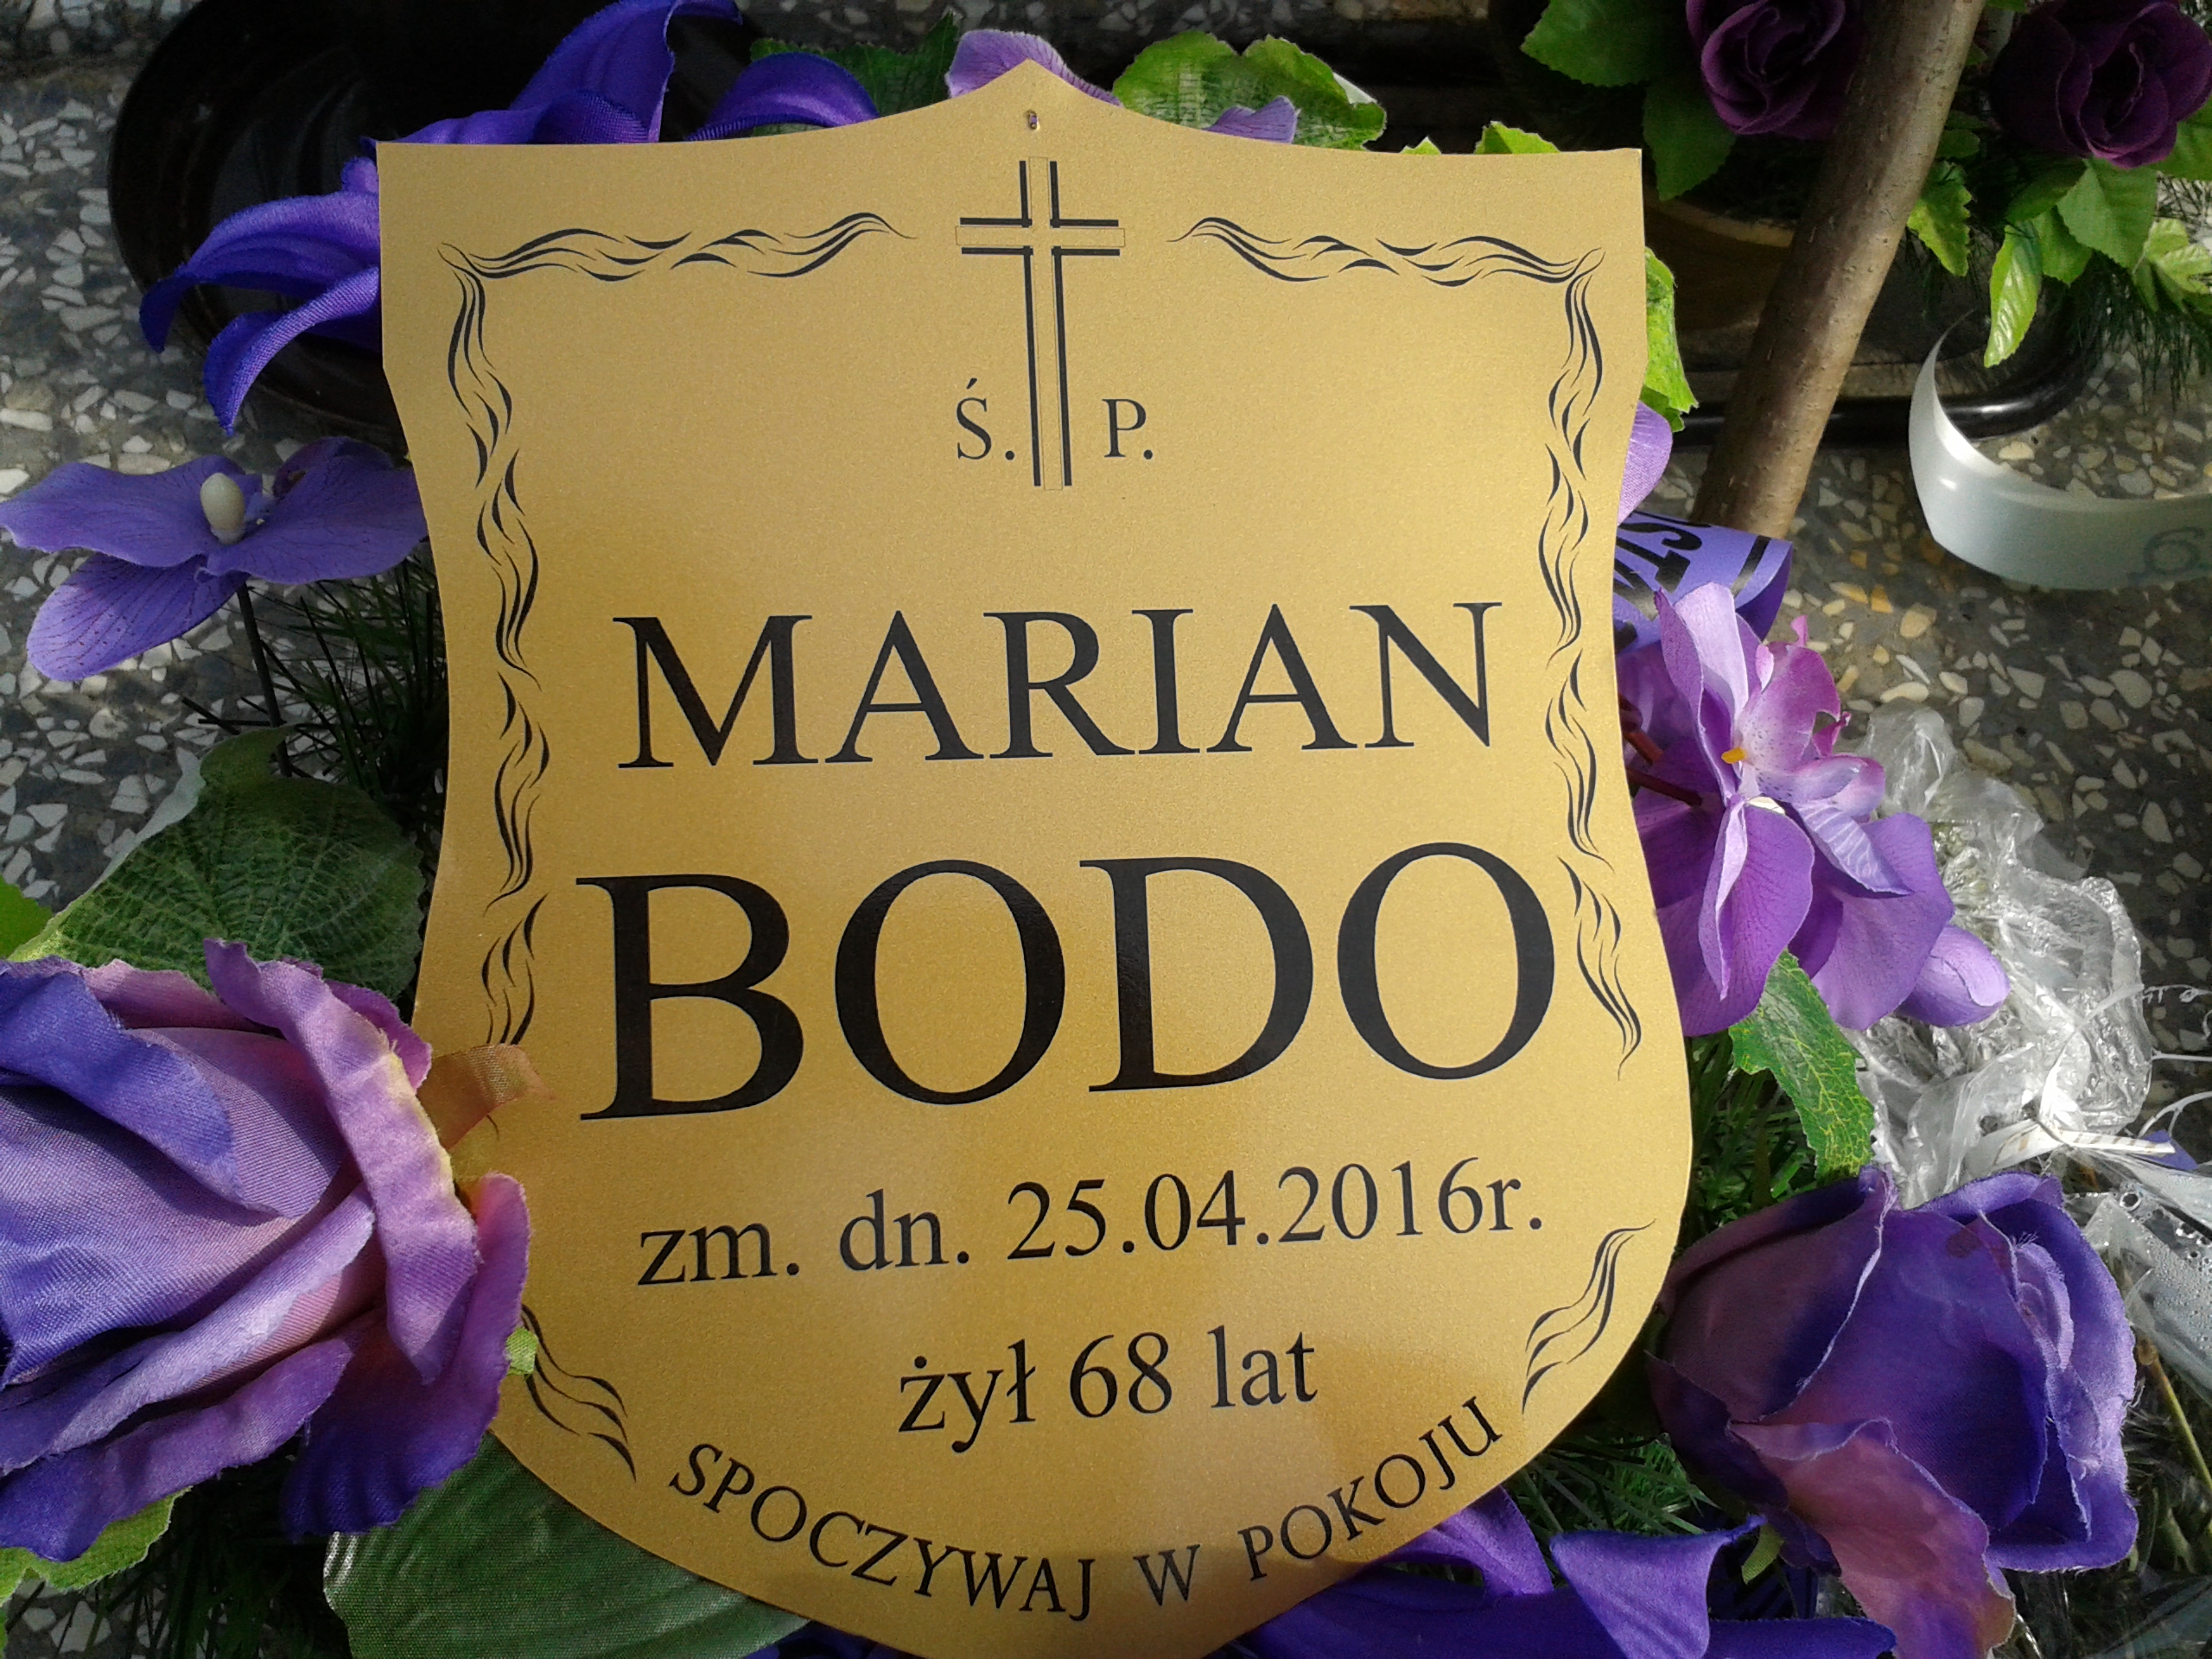 Ś. P.
MARIAN
BODO
zm. dn. 25.04.2016r.
żył 68 lat
SPOCZYWAJ W POKOJU